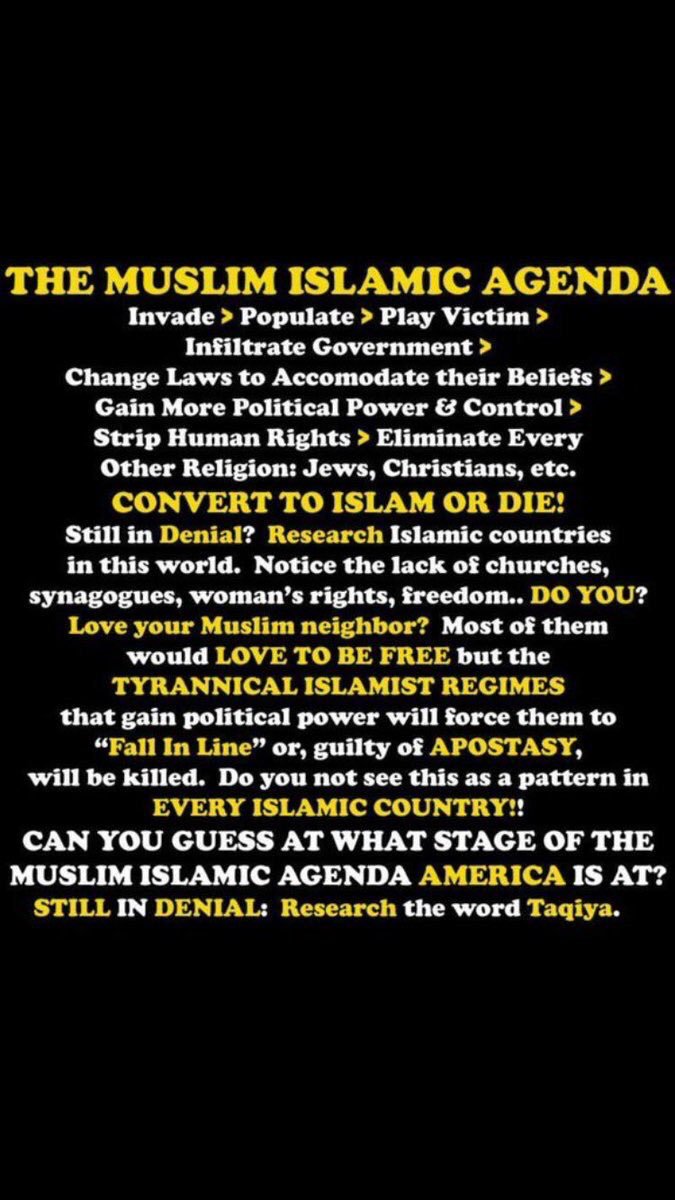 THE MUSLIM ISLAMIC AGENDA
Invade > Populate > Play Victim >
Infiltrate Government >
Change Laws to Accomodate their Beliefs >
Gain More Political Power & Control >
Strip Human Rights > Eliminate Every
Other Religion: Jews, Christians, etc.
CONVERT TO ISLAM OR DIE!
Still in Denial? Research Islamic countries
in this world. Notice the lack of churches,
synagogues, woman's rights, freedom.. DO YOU?
Love your Muslim neighbor? Most of them
would LOVE TO BE FREE but the
TYRANNICAL ISLAMIST REGIMES
that gain political power will force them to
“Fall In Line” or, guilty of APOSTASY,
will be killed. Do you not see this as a pattern in
EVERY ISLAMIC COUNTRY!!
CAN YOU GUESS AT WHAT STAGE OF THE
MUSLIM ISLAMIC AGENDA AMERICA IS AT?
STILL IN DENIAL: Research the word Taqiya.